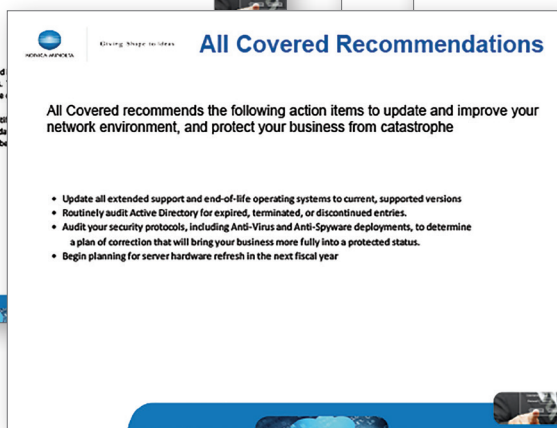 KONICA MINOLTA
Giving Shape to Ideas
All Covered Recommendations
All Covered recommends the following action items to update and improve your
network environment, and protect your business from catastrophe
• Update all extended support and end-of-life operating systems to current, supported versions
• Routinely audit Active Directory for expired, terminated, or discontinued entries.
• Audit your security protocols, including Anti-Virus and Anti-Spyware deployments, to determine
a plan of correction that will bring your business more fully into a protected status.
• Begin planning for server hardware refresh in the next fiscal year